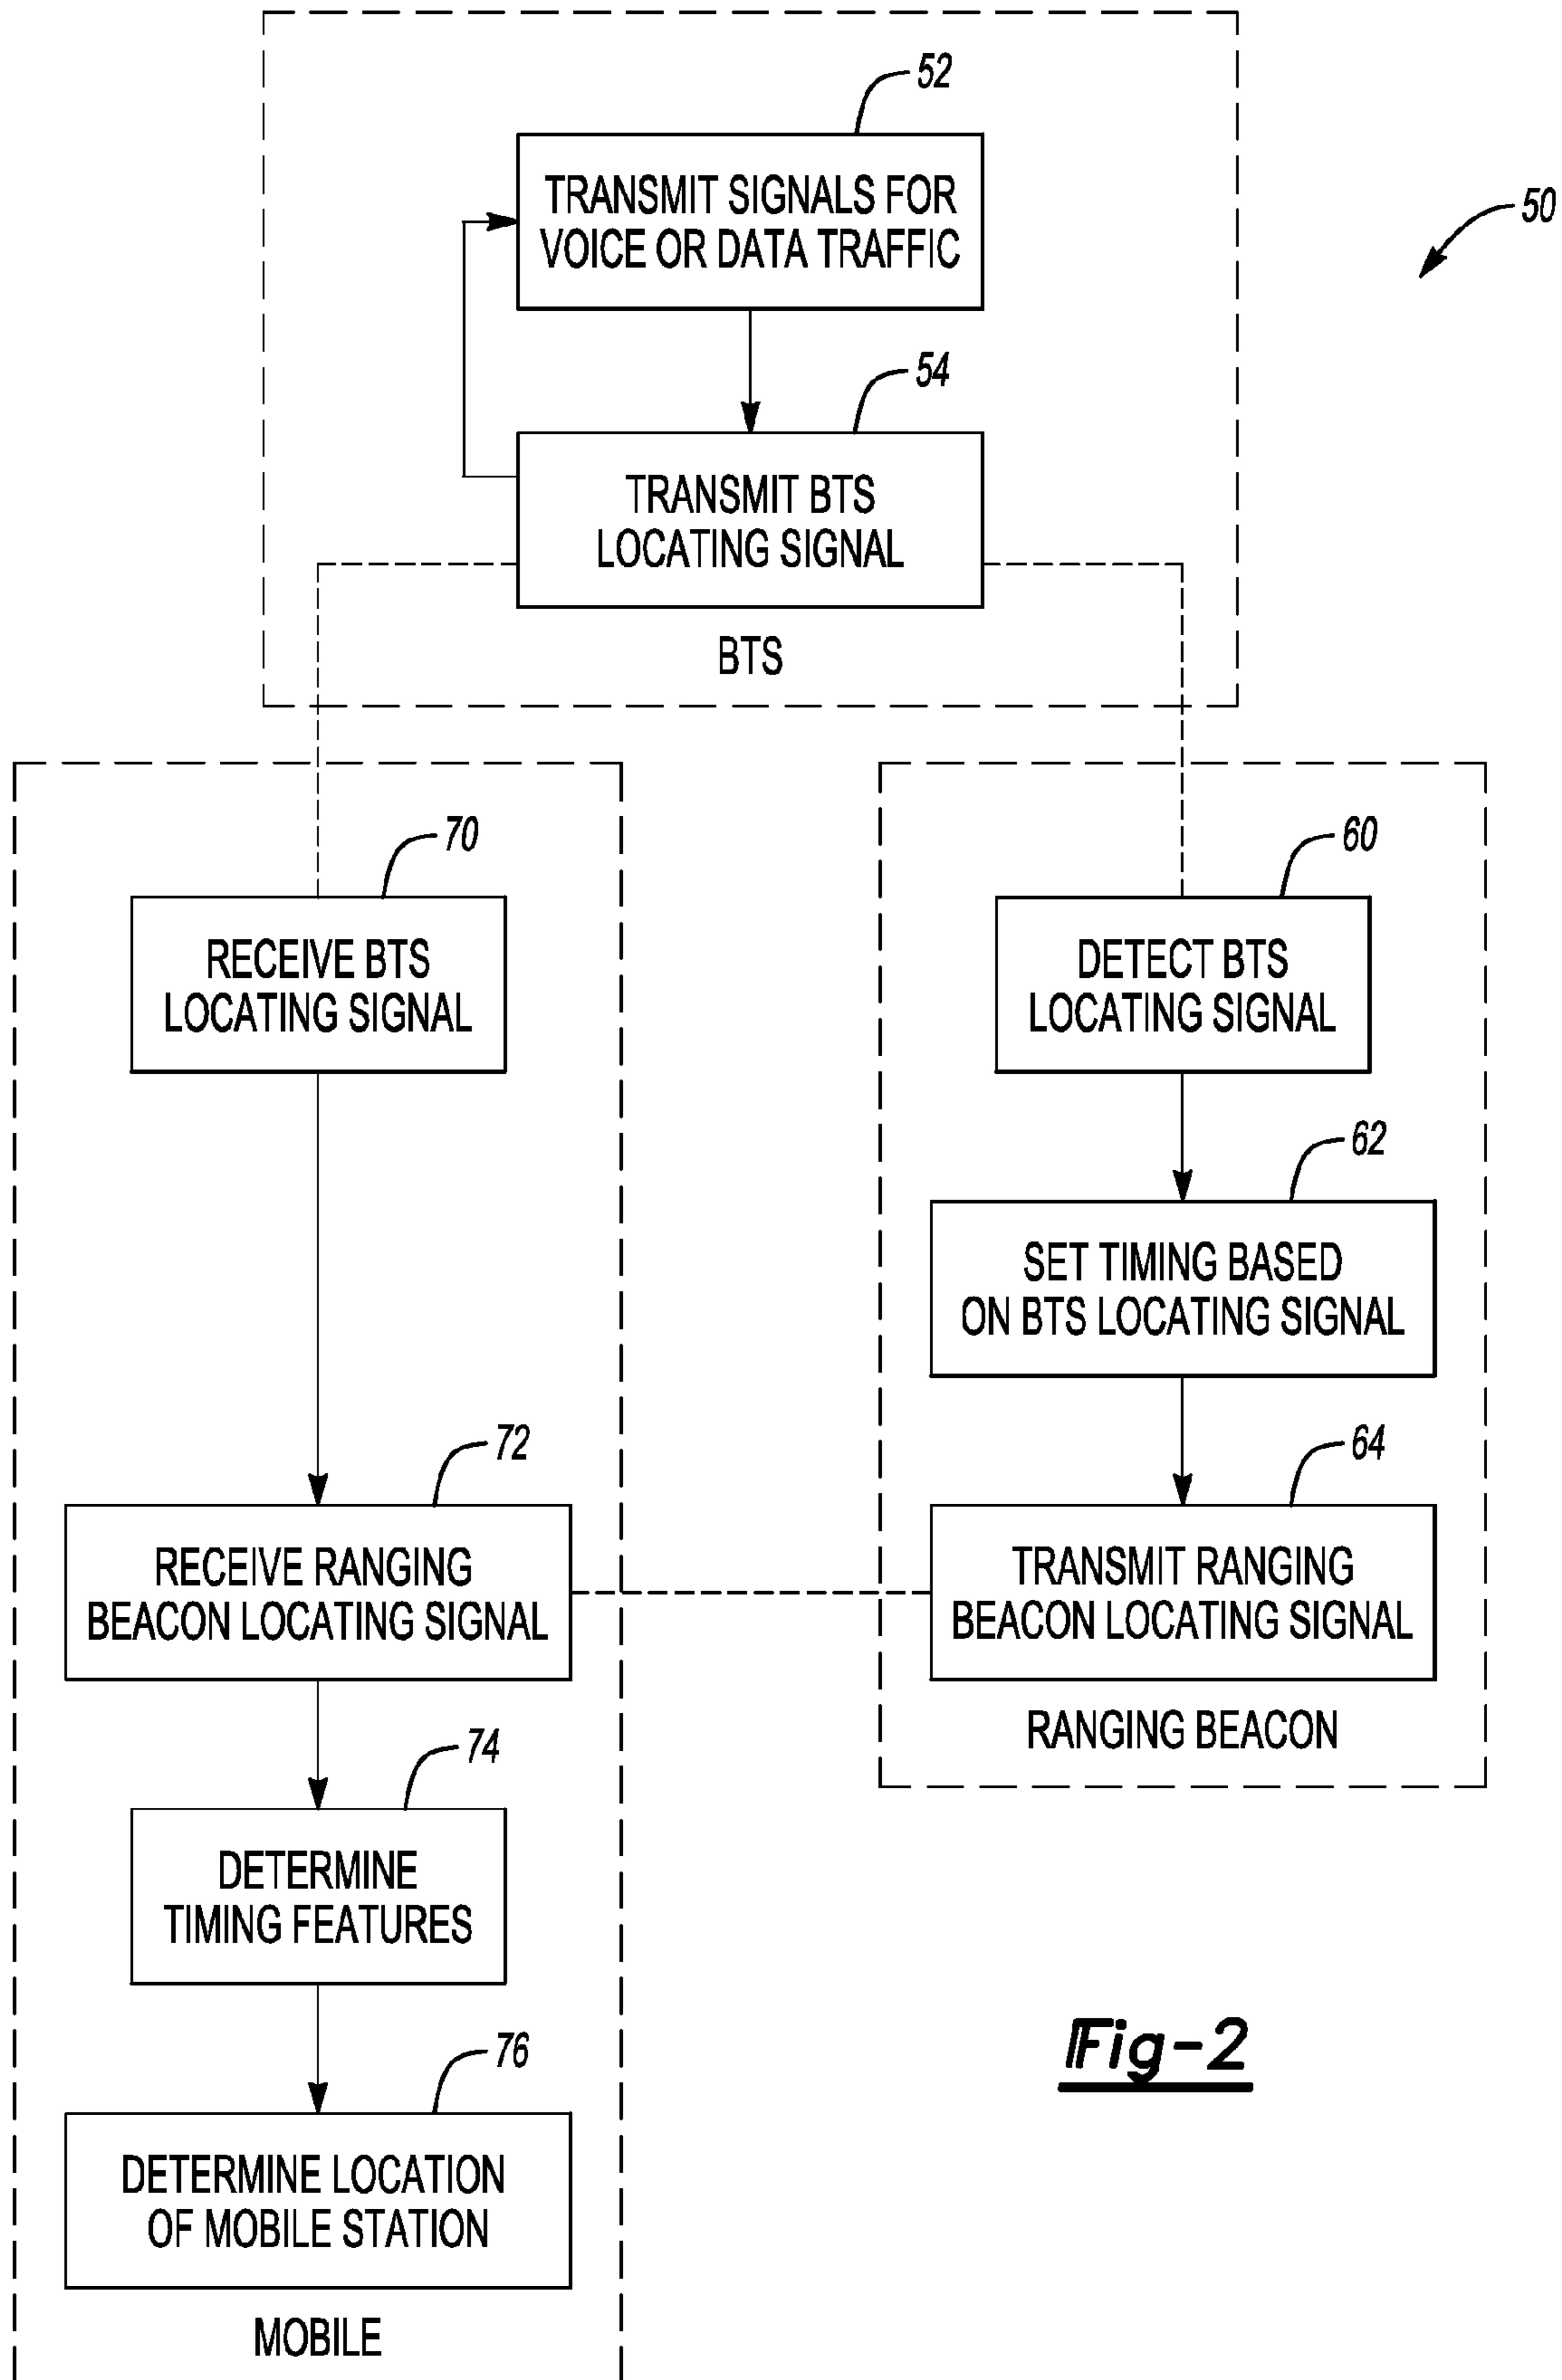 52
TRANSMIT SIGNALS FOR
VOICE OR DATA TRAFFIC
50
54
TRANSMIT BTS
LOCATING SIGNAL
BTS
70
RECEIVE BTS
LOCATING SIGNAL
60
DETECT BTS
LOCATING SIGNAL
62
SET TIMING BASED
ON BTS LOCATING SIGNAL
72
RECEIVE RANGING
BEACON LOCATING SIGNAL
64
TRANSMIT RANGING
BEACON LOCATING SIGNAL
RANGING BEACON
74
DETERMINE
TIMING FEATURES
76
DETERMINE LOCATION
OF MOBILE STATION
MOBILE
Fig-2